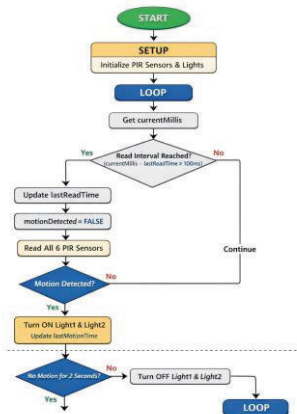 START
SETUP
Initialize PIR Sensors & Lights
LOOP
Get currentMillis
Yes
No
Read Interval Reached?
(currentMillis - lastReadTime ≥ 100ms)
Update lastReadTime
motionDetected = FALSE
Read All 6 PIR Sensors
Continue
Motion Detected?
No
Yes
Turn ON Light1 & Light2
Update lastMotionTime
No Motion for 2 Seconds?
No
Turn OFF Light1 & Light2
Yes
LOOP